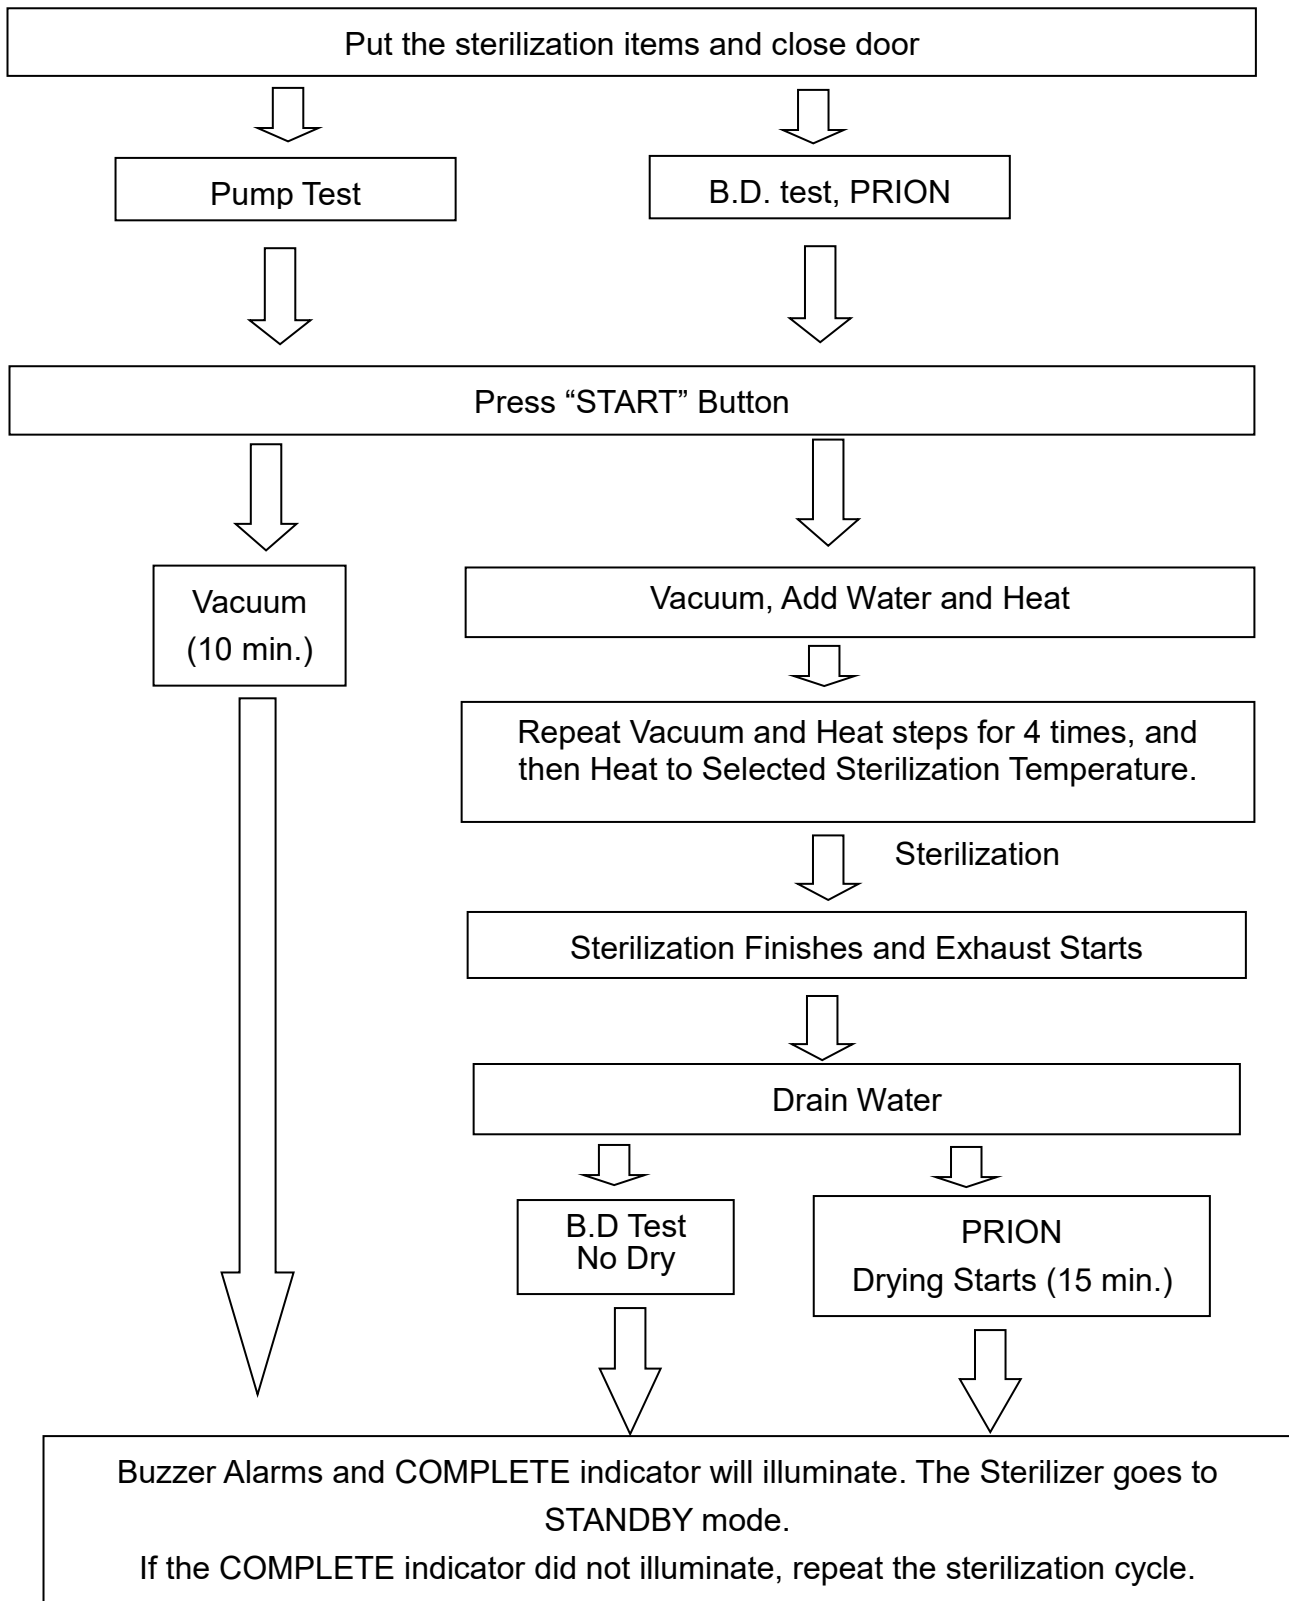 Put the sterilization items and close door
Pump Test
B.D. test, PRION
Press “START” Button
Vacuum
(10 min.)
Vacuum, Add Water and Heat
Repeat Vacuum and Heat steps for 4 times, and
then Heat to Selected Sterilization Temperature.
Sterilization
Sterilization Finishes and Exhaust Starts
Drain Water
B.D Test
No Dry
PRION
Drying Starts (15 min.)
Buzzer Alarms and COMPLETE indicator will illuminate. The Sterilizer goes to
STANDBY mode.
If the COMPLETE indicator did not illuminate, repeat the sterilization cycle.